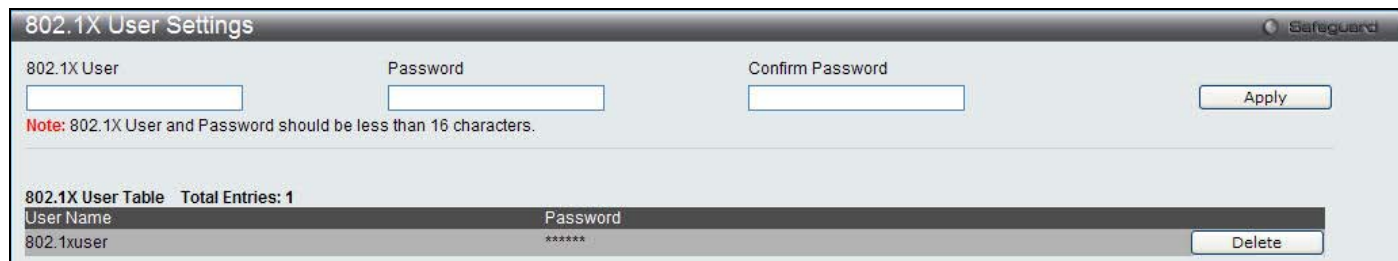 802.1X User Settings Safeguard
802.1X User Password Confirm Password
Apply
Note: 802.1X User and Password should be less than 16 characters.
802.1X User Table Total Entries: 1
User Name Password
802.1xuser ****** Delete